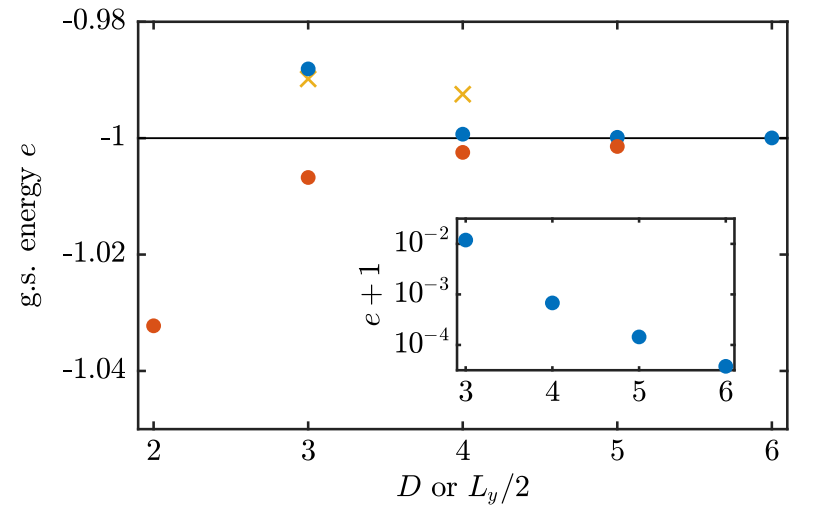 -0.98
-1
-1.02
-1.04
g.s. energy e
2 3 4 5 6
D or L_y/2
10^{-2}
10^{-3}
10^{-4}
e + 1
3 4 5 6